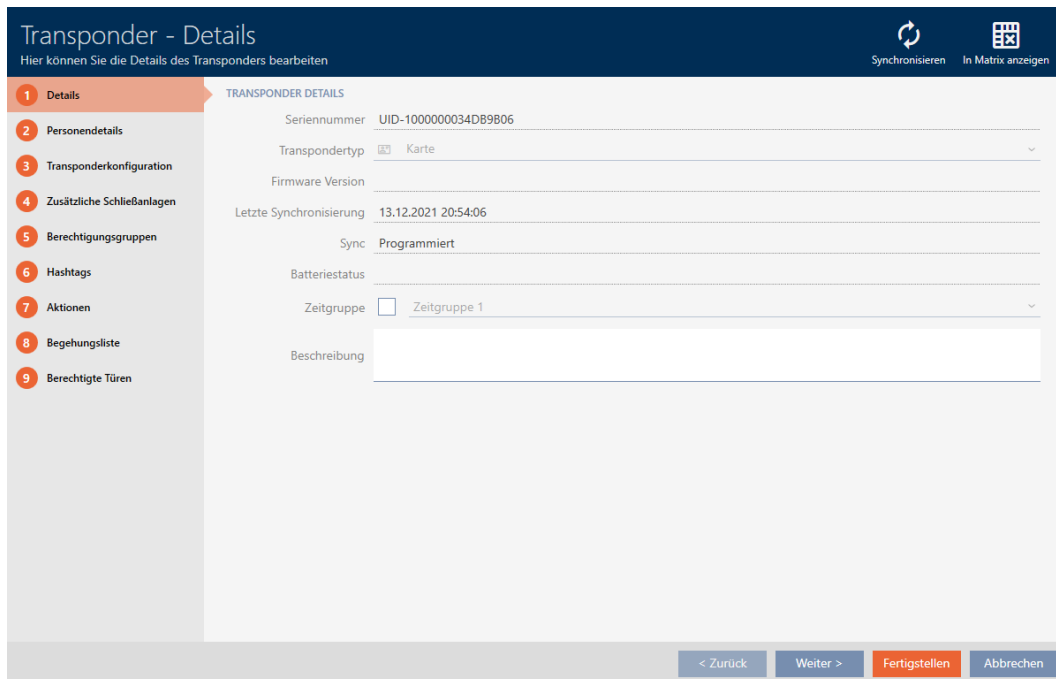 Transponder - Details
Hier können Sie die Details des Transponders bearbeiten
Synchronisieren
In Matrix anzeigen
1 Details
2 Personendetails
3 Transponderkonfiguration
4 Zusätzliche Schließanlagen
5 Berechtigungsgruppen
6 Hashtags
7 Aktionen
8 Begehungsliste
9 Berechtigte Türen
TRANSPONDER DETAILS
Seriennummer UID-1000000034DB9B06
Transpondertyp Karte
Firmware Version
Letzte Synchronisierung 13.12.2021 20:54:06
Sync Programmiert
Batteriestatus
Zeitgruppe Zeitgruppe 1
Beschreibung
< Zurück Weiter > Fertigstellen Abbrechen